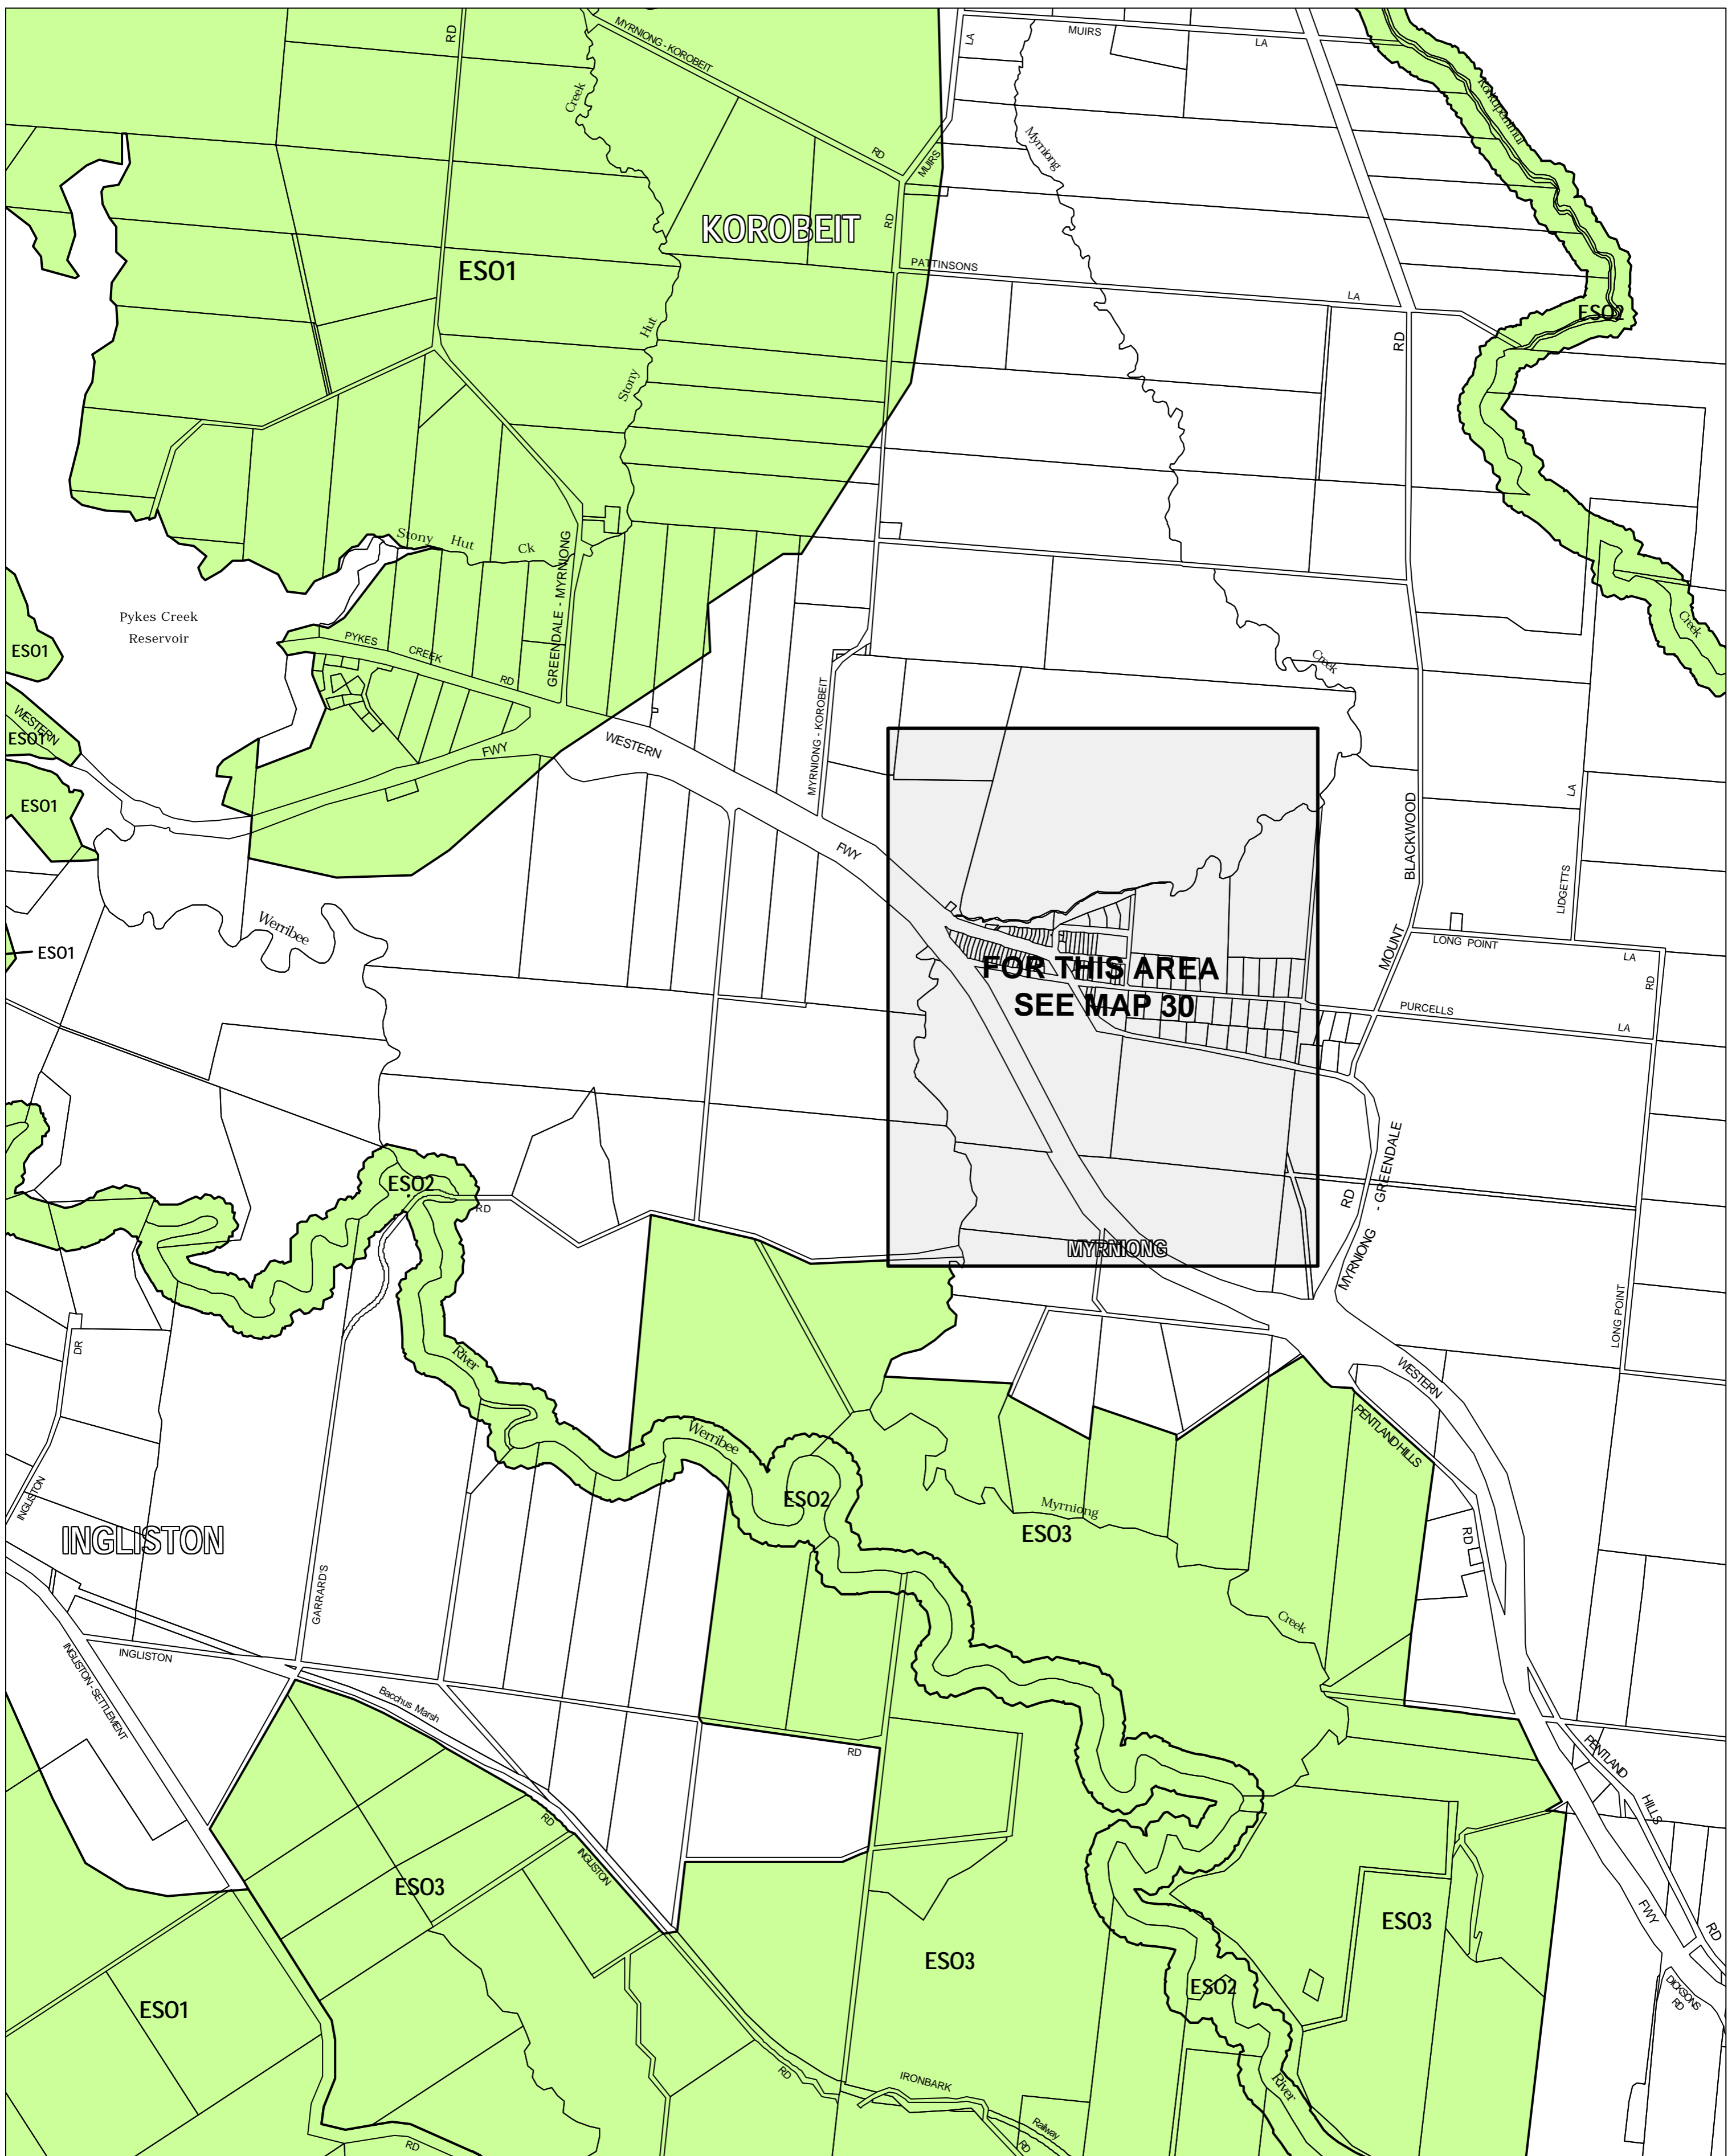 MYRNIONG - KOROBEIT
RD
LA
MUIRS
LA
Korkuperrimul
Creek
Myrniong
RD
MUIRS
KOROBEIT
RD
ESO1
PATTINSONS
LA
ESO2
Hut
RD
Stony
Stony Hut Ck
GREENDALE - MYRNIONG
Pykes Creek
Reservoir
ESO1
PYKES
CREEK
RD
Creek
Creek
WESTERN
ESO1
MYRNIONG - KOROBEIT
WESTERN
FWY
ESO1
FWY
BLACKWOOD
LA
LIDGETTS
Werribee
ESO1
MOUNT
LONG POINT
LA
RD
FOR THIS AREA
SEE MAP 30
PURCELLS
LA
ESO2
RD
RD
MYRNIONG - GREENDALE
MYRNIONG
LONG POINT
DR
River
WESTERN
PENTLAND HILLS
Werribee
INGLISTON
ESO2
Myrniong
ESO3
RD
INGLISTON
GARRARD'S
Creek
INGLISTON
INGLISTON - SETTLEMENT
Bacchus Marsh
RD
PENTLAND
HILLS
RD
INGLISTON
ESO3
ESO3
RD
FWY
ESO3
ESO2
DICKSONS
RD
ESO1
RD
IRONBARK
River
Railway
RD
RD